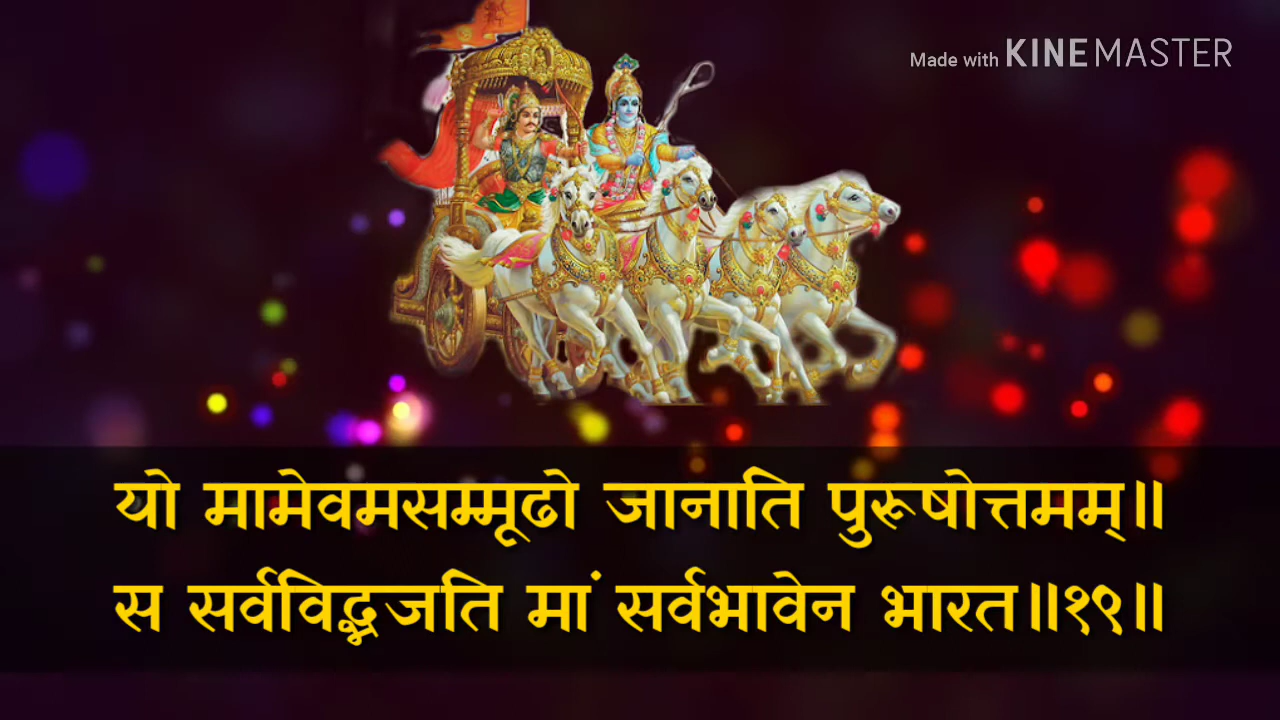 Made with KINEMASTER
यो मामेवमसम्मूढो जानाति पुरूषोत्तमम्॥
स सर्वविद्भजति मां सर्वभावेन भारत॥१९॥